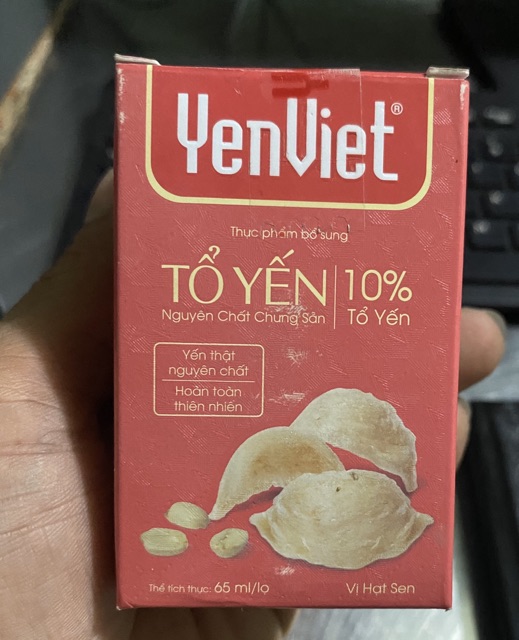 YenViet®
Thực phẩm bổ sung
TỔ YẾN
Nguyên Chất Chưng Sẵn
10%
Tổ Yến
Yến thật
nguyên chất
Hoàn toàn
thiên nhiên
Thể tích thực: 65 ml/lọ
Vị Hạt Sen